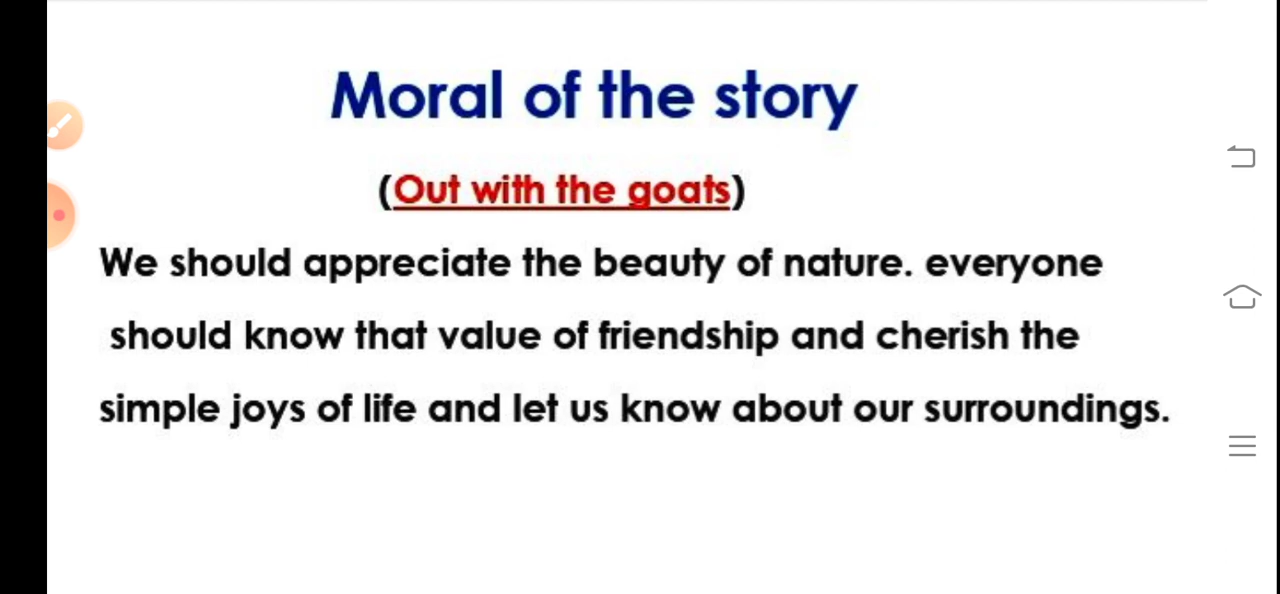 Moral of the story
(Out with the goats)
We should appreciate the beauty of nature. everyone
should know that value of friendship and cherish the
simple joys of life and let us know about our surroundings.